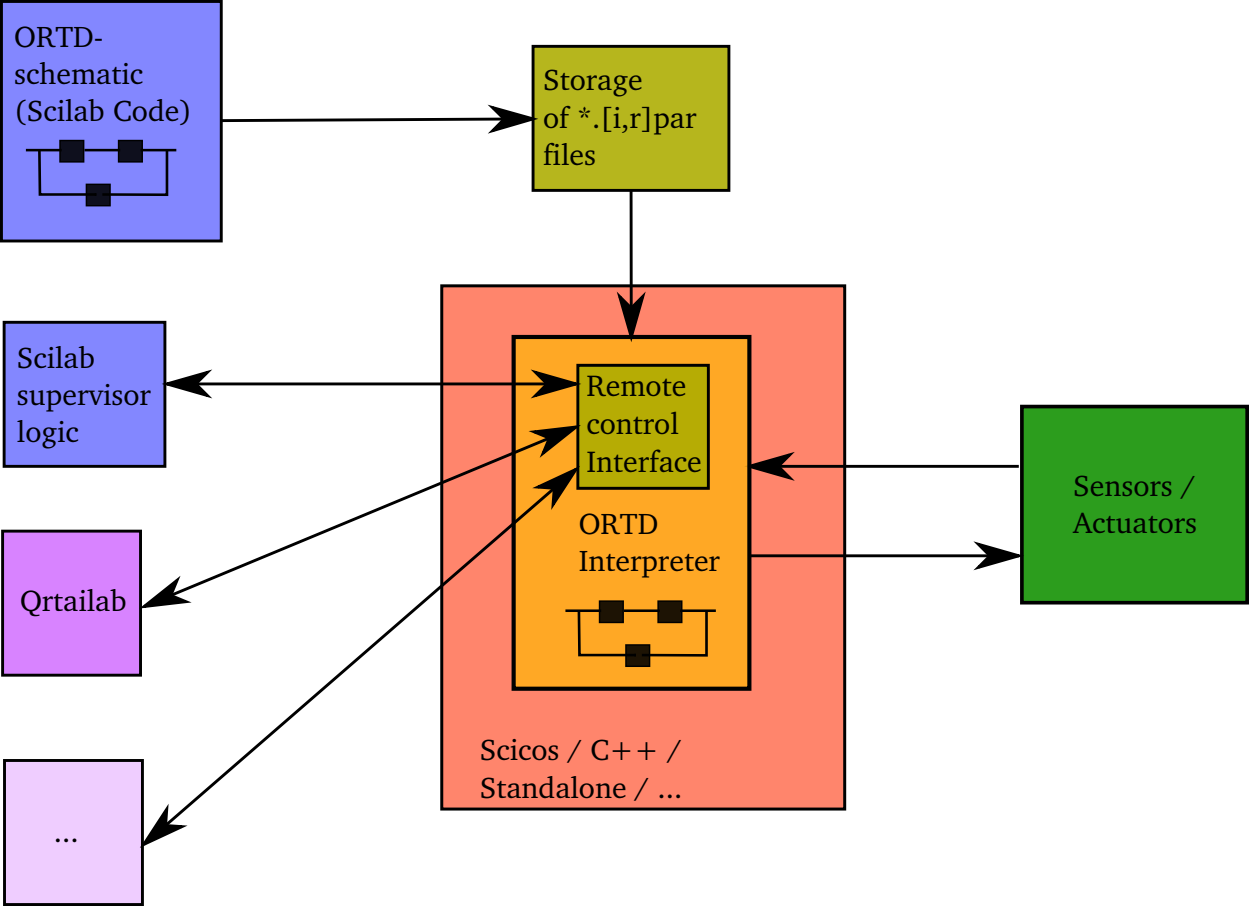 ORTD-
schematic
(Scilab Code)
Storage
of *.[i,r]par
files
Scilab
supervisor
logic
Remote
control
Interface
ORTD
Interpreter
Sensors /
Actuators
Qrtailab
Scicos / C++ /
Standalone / ...
...